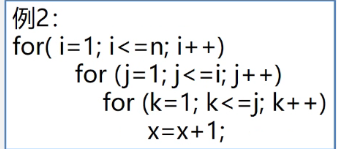 例2：
for( i=1; i<=n; i++)
for (j=1; j<=i; j++)
for (k=1; k<=j; k++)
x=x+1;